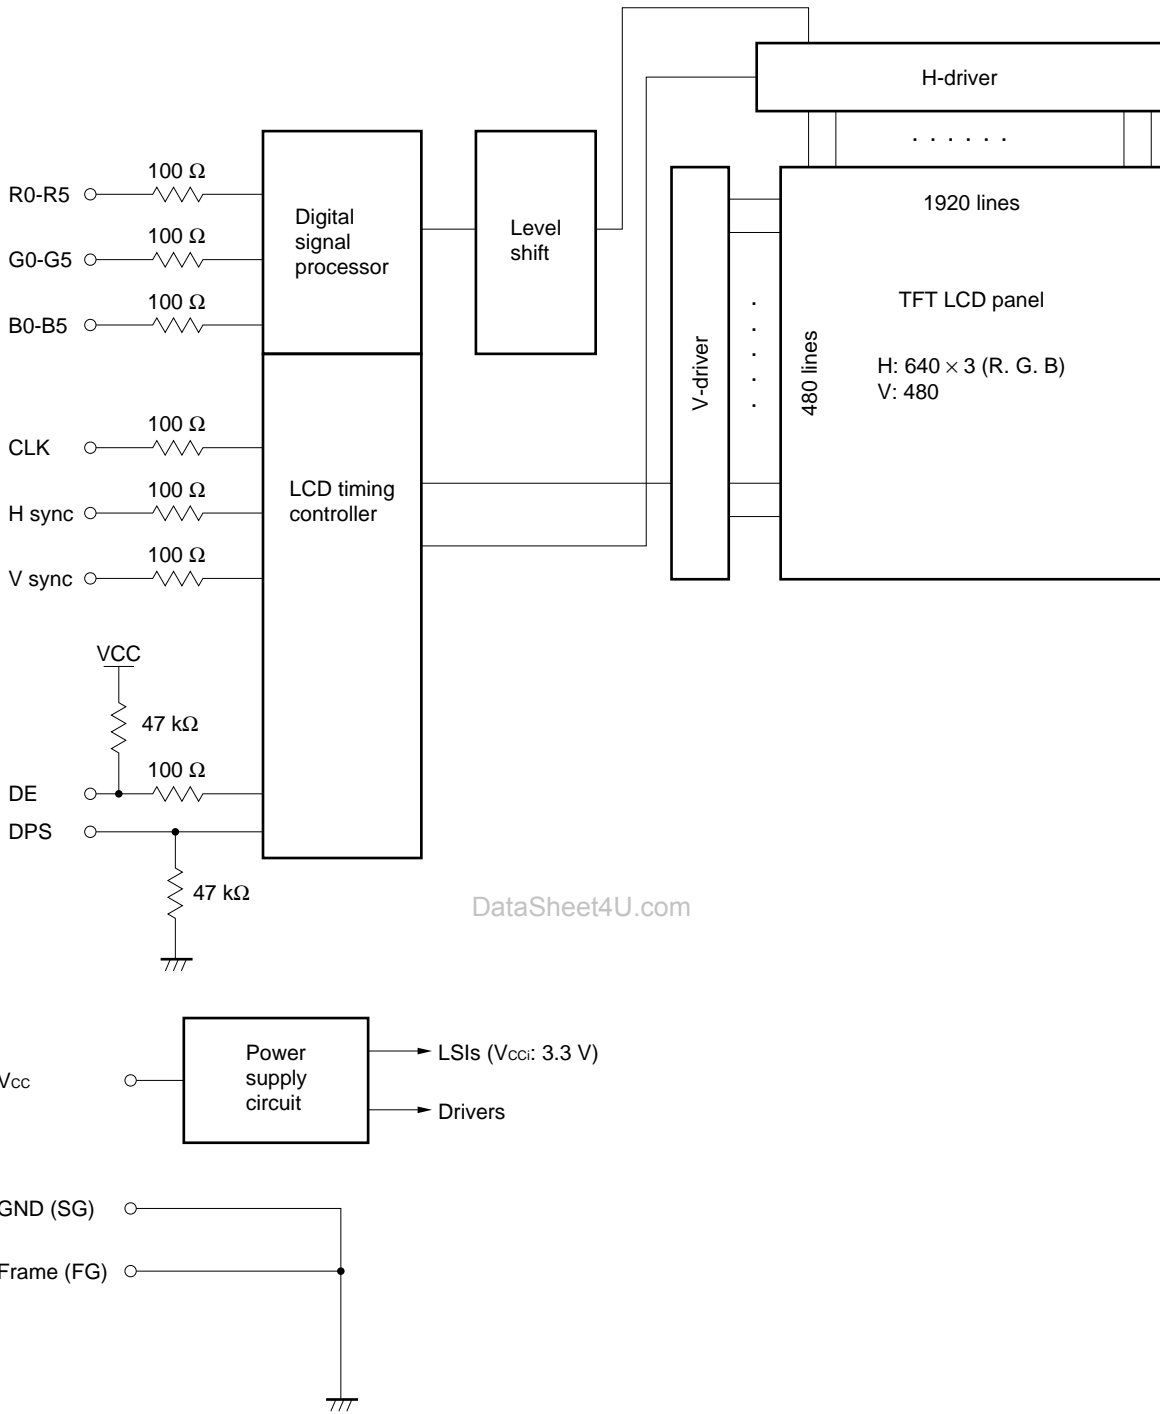 H-driver
. . . . . .
100 Ω
R0-R5
100 Ω
G0-G5
100 Ω
B0-B5
Digital
signal
processor
Level
shift
V-driver
1920 lines
480 lines
TFT LCD panel
H: 640 × 3 (R. G. B)
V: 480
100 Ω
CLK
100 Ω
H sync
100 Ω
V sync
LCD timing
controller
VCC
47 kΩ
100 Ω
DE
DPS
47 kΩ
DataSheet4U.com
VCC
Power
supply
circuit
LSIs (VCCi: 3.3 V)
Drivers
GND (SG)
Frame (FG)